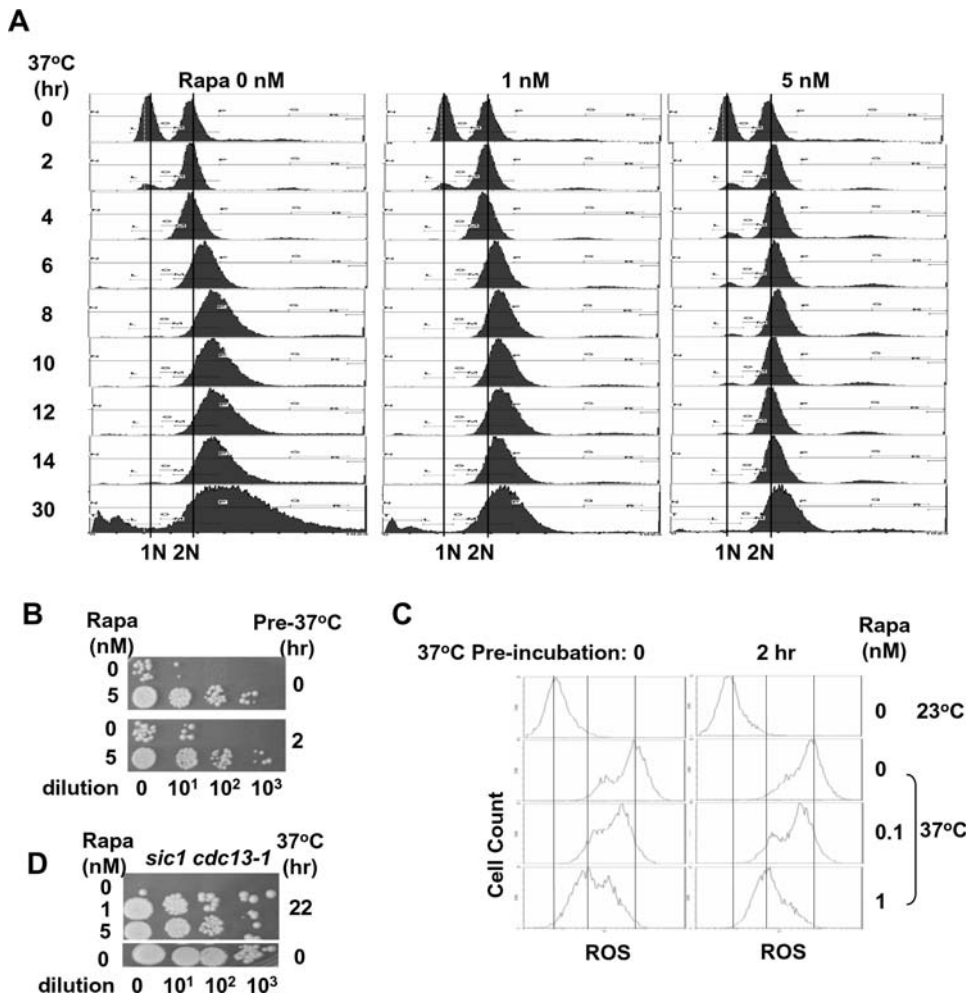 A
37°C
(hr)
Rapa 0 nM 1 nM 5 nM
0
2
4
6
8
10
12
14
30
1N 2N 1N 2N 1N 2N
B
Rapa
(nM)
Pre-37°C
(hr)
0
5
0
0
5
2
dilution 0 10¹ 10² 10³
C
37°C Pre-incubation: 0 2 hr
Rapa
(nM)
0 23°C
0
0.1 37°C
1
Cell Count
ROS ROS
D
Rapa
(nM)
sic1 cdc13-1
37°C
(hr)
0
1
5
22
0 0
dilution 0 10¹ 10² 10³